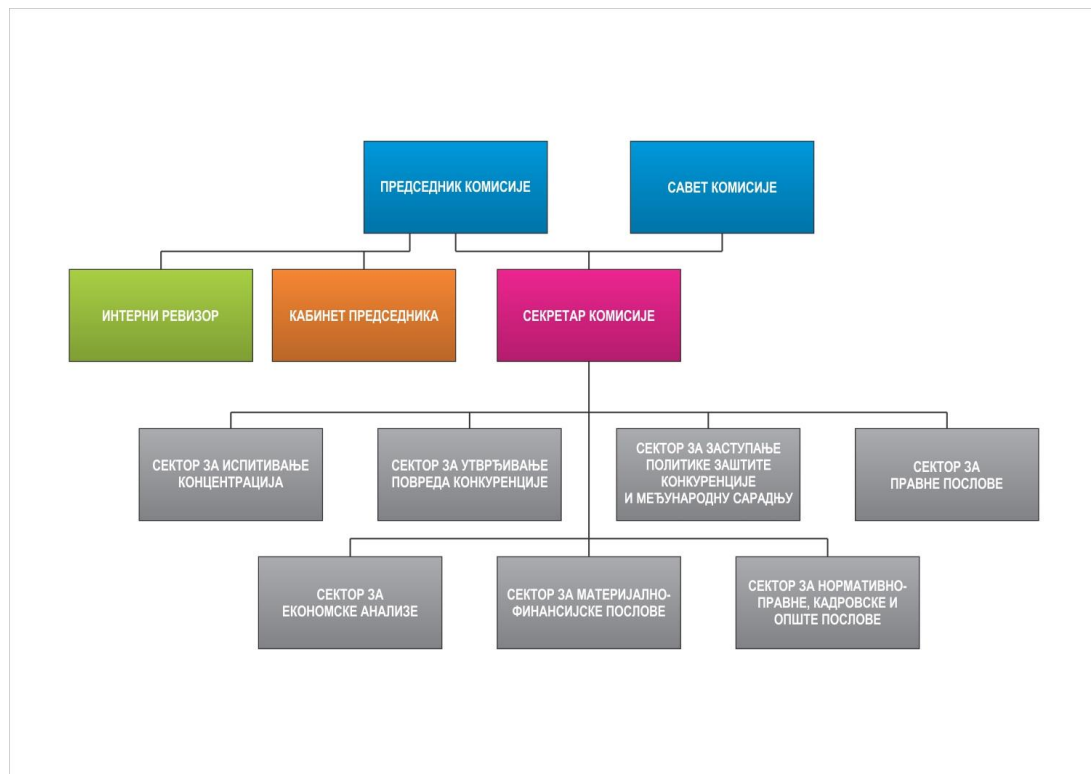 ПРЕДСЕДНИК КОМИСИЈЕ
САВЕТ КОМИСИЈЕ
ИНТЕРНИ РЕВИЗОР
КАБИНЕТ ПРЕДСЕДНИКА
СЕКРЕТАР КОМИСИЈЕ
СЕКТОР ЗА ИСПИТИВАЊЕ
КОНЦЕНТРАЦИЈА
СЕКТОР ЗА УТВРЂИВАЊЕ
ПОВРЕДА КОНКУРЕНЦИЈЕ
СЕКТОР ЗА ЗАСТУПАЊЕ
ПОЛИТИКЕ ЗАШТИТЕ
КОНКУРЕНЦИЈЕ
И МЕЂУНАРОДНУ САРАДЊУ
СЕКТОР ЗА
ПРАВНЕ ПОСЛОВЕ
СЕКТОР ЗА
ЕКОНОМСКЕ АНАЛИЗЕ
СЕКТОР ЗА МАТЕРИЈАЛНО-
ФИНАНСИЈСКЕ ПОСЛОВЕ
СЕКТОР ЗА НОРМАТИВНО-
ПРАВНЕ, КАДРОВСКЕ И
ОПШТЕ ПОСЛОВЕ